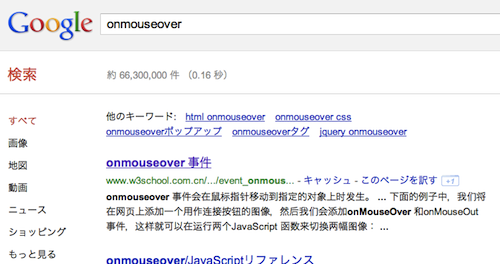 Google
onmouseover
検索
約 66,300,000 件 （0.16 秒）
すべて
画像
地図
動画
ニュース
ショッピング
もっと見る
他のキーワード: html onmouseover onmouseover css
onmouseoverポップアップ onmouseoverタグ jquery onmouseover
onmouseover 事件
www.w3school.com.cn/.../event_onmous... - キャッシュ - このページを訳す +1
onmouseover 事件会在鼠标指针移动到指定的对象上时发生。 ... 下面的例子中，我们将
在网页上添加一个用作连接按钮的图像，然后我们会添加onMouseOver 和onMouseOut
事件，这样就可以在运行两个JavaScript 函数来切换两幅图像： ...
onmouseover/JavaScriptリファレンス